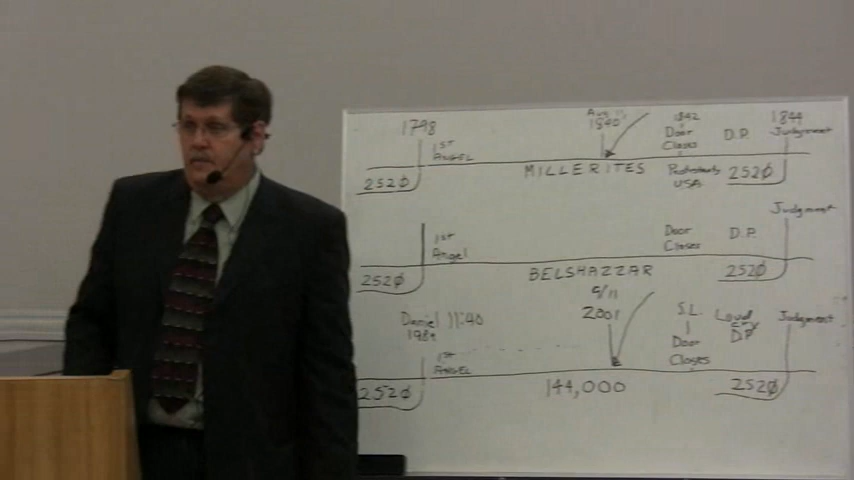 1798
1ST
ANGEL
2520
Aug 11,
1840
1842
Door
Closes
D.P.
1844
Judgment
MILLERITES
Protestants
USA
2520
1st
Angel
2520
BELSHAZZAR
Door
Closes
D.P.
Judgment
2520
Daniel 11:40
1989
1ST
ANGEL
2520
9/11
2001
144,000
S.L.
Door
Closes
Loud
Cry
DP
Judgment
2520